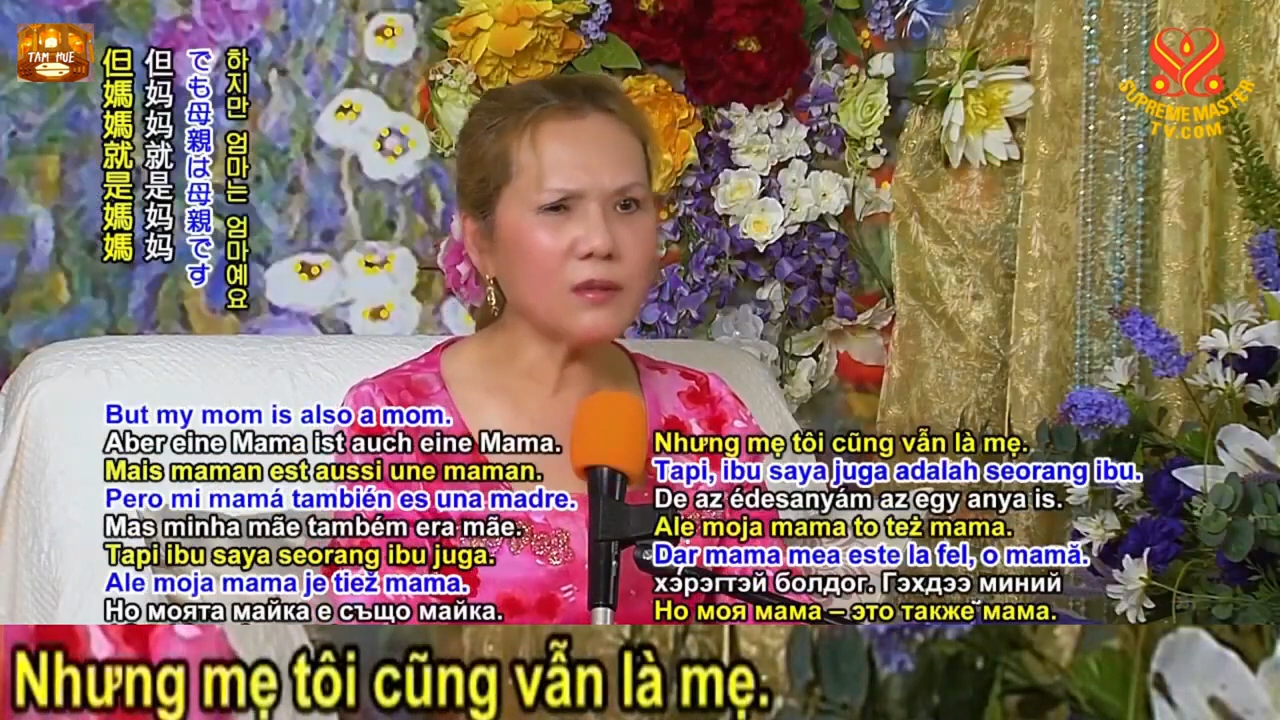 TAM HUE
但媽媽就是媽媽
但妈妈就是妈妈
でも母親は母親です
하지만 엄마는 엄마예요
SUPREME MASTER
TV.COM
But my mom is also a mom.
Aber eine Mama ist auch eine Mama.
Mais maman est aussi une maman.
Pero mi mamá también es una madre.
Mas minha mãe também era mãe.
Tapi ibu saya seorang ibu juga.
Ale moja mama je tiež mama.
Но моята майка е също майка.
Nhưng mẹ tôi cũng vẫn là mẹ.
Tapi, ibu saya juga adalah seorang ibu.
De az édesanyám az egy anya is.
Ale moja mama to też mama.
Dar mama mea este la fel, o mamă.
хэрэгтэй болдог. Гэхдээ миний
Но моя мама – это также мама.
Nhưng mẹ tôi cũng vẫn là mẹ.